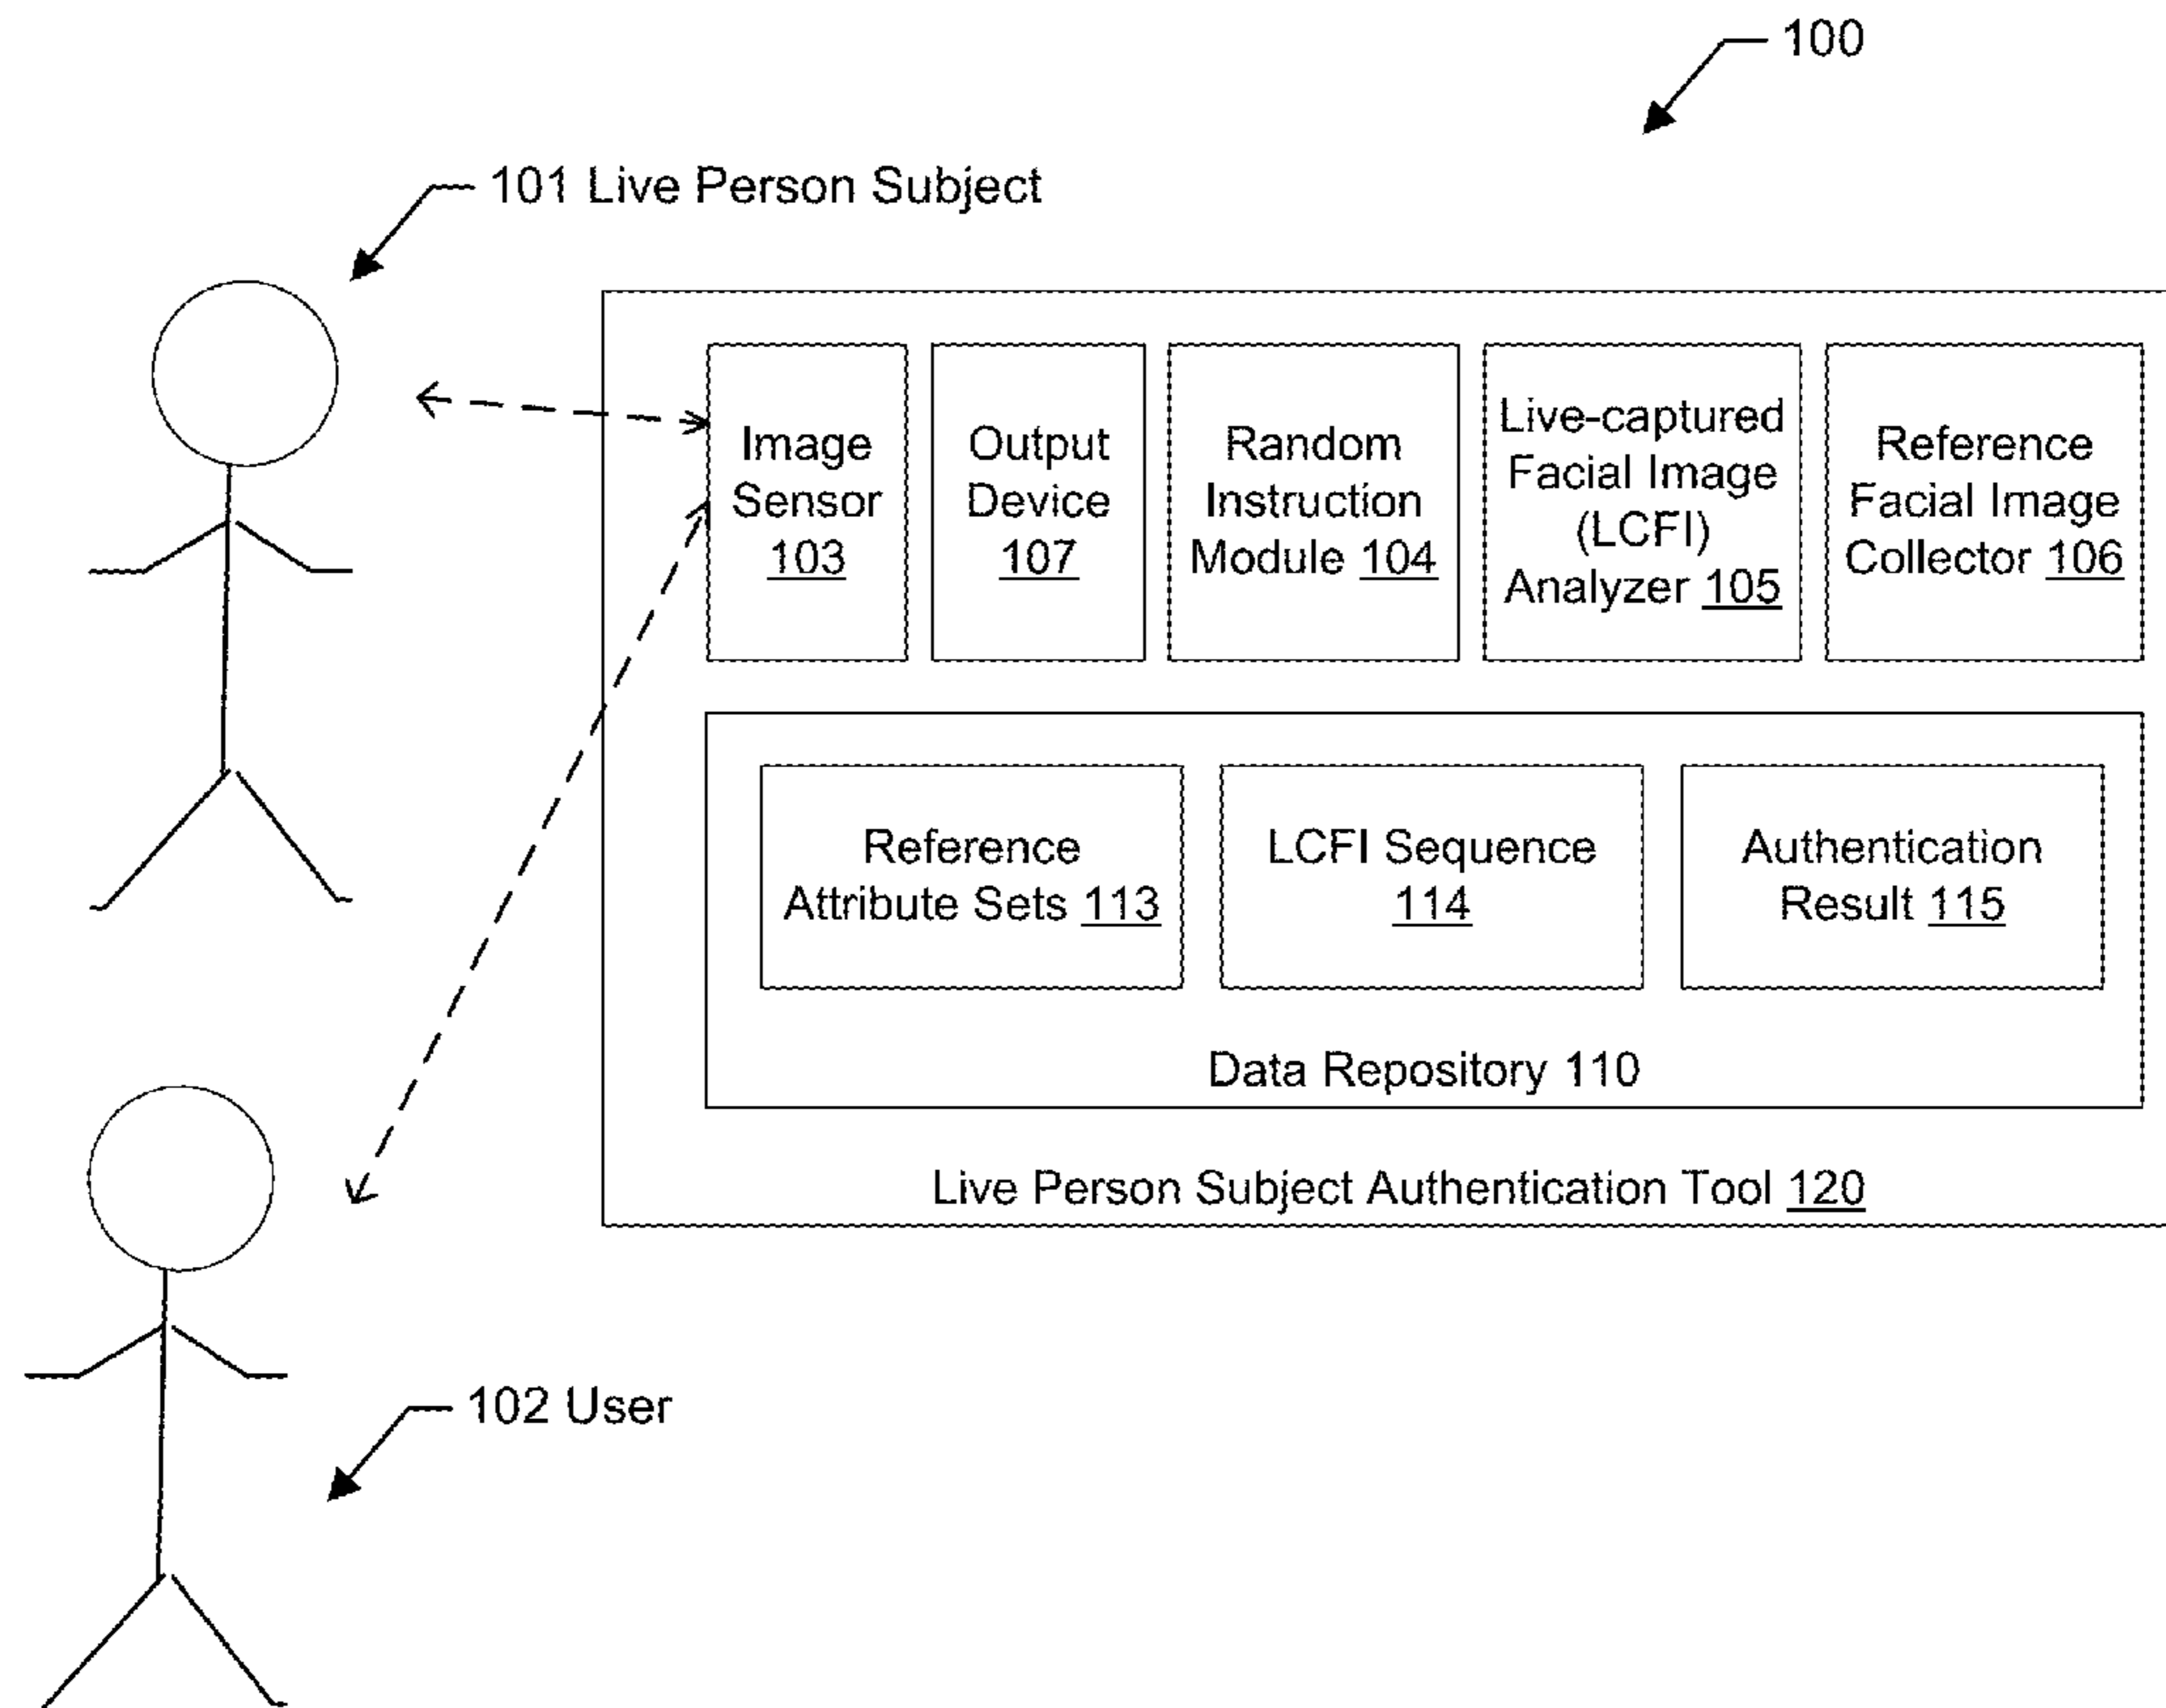 100
101 Live Person Subject
Image
Sensor
103
Output
Device
107
Random
Instruction
Module 104
Live-captured
Facial Image
(LCFI)
Analyzer 105
Reference
Facial Image
Collector 106
Reference
Attribute Sets 113
LCFI Sequence
114
Authentication
Result 115
Data Repository 110
Live Person Subject Authentication Tool 120
102 User